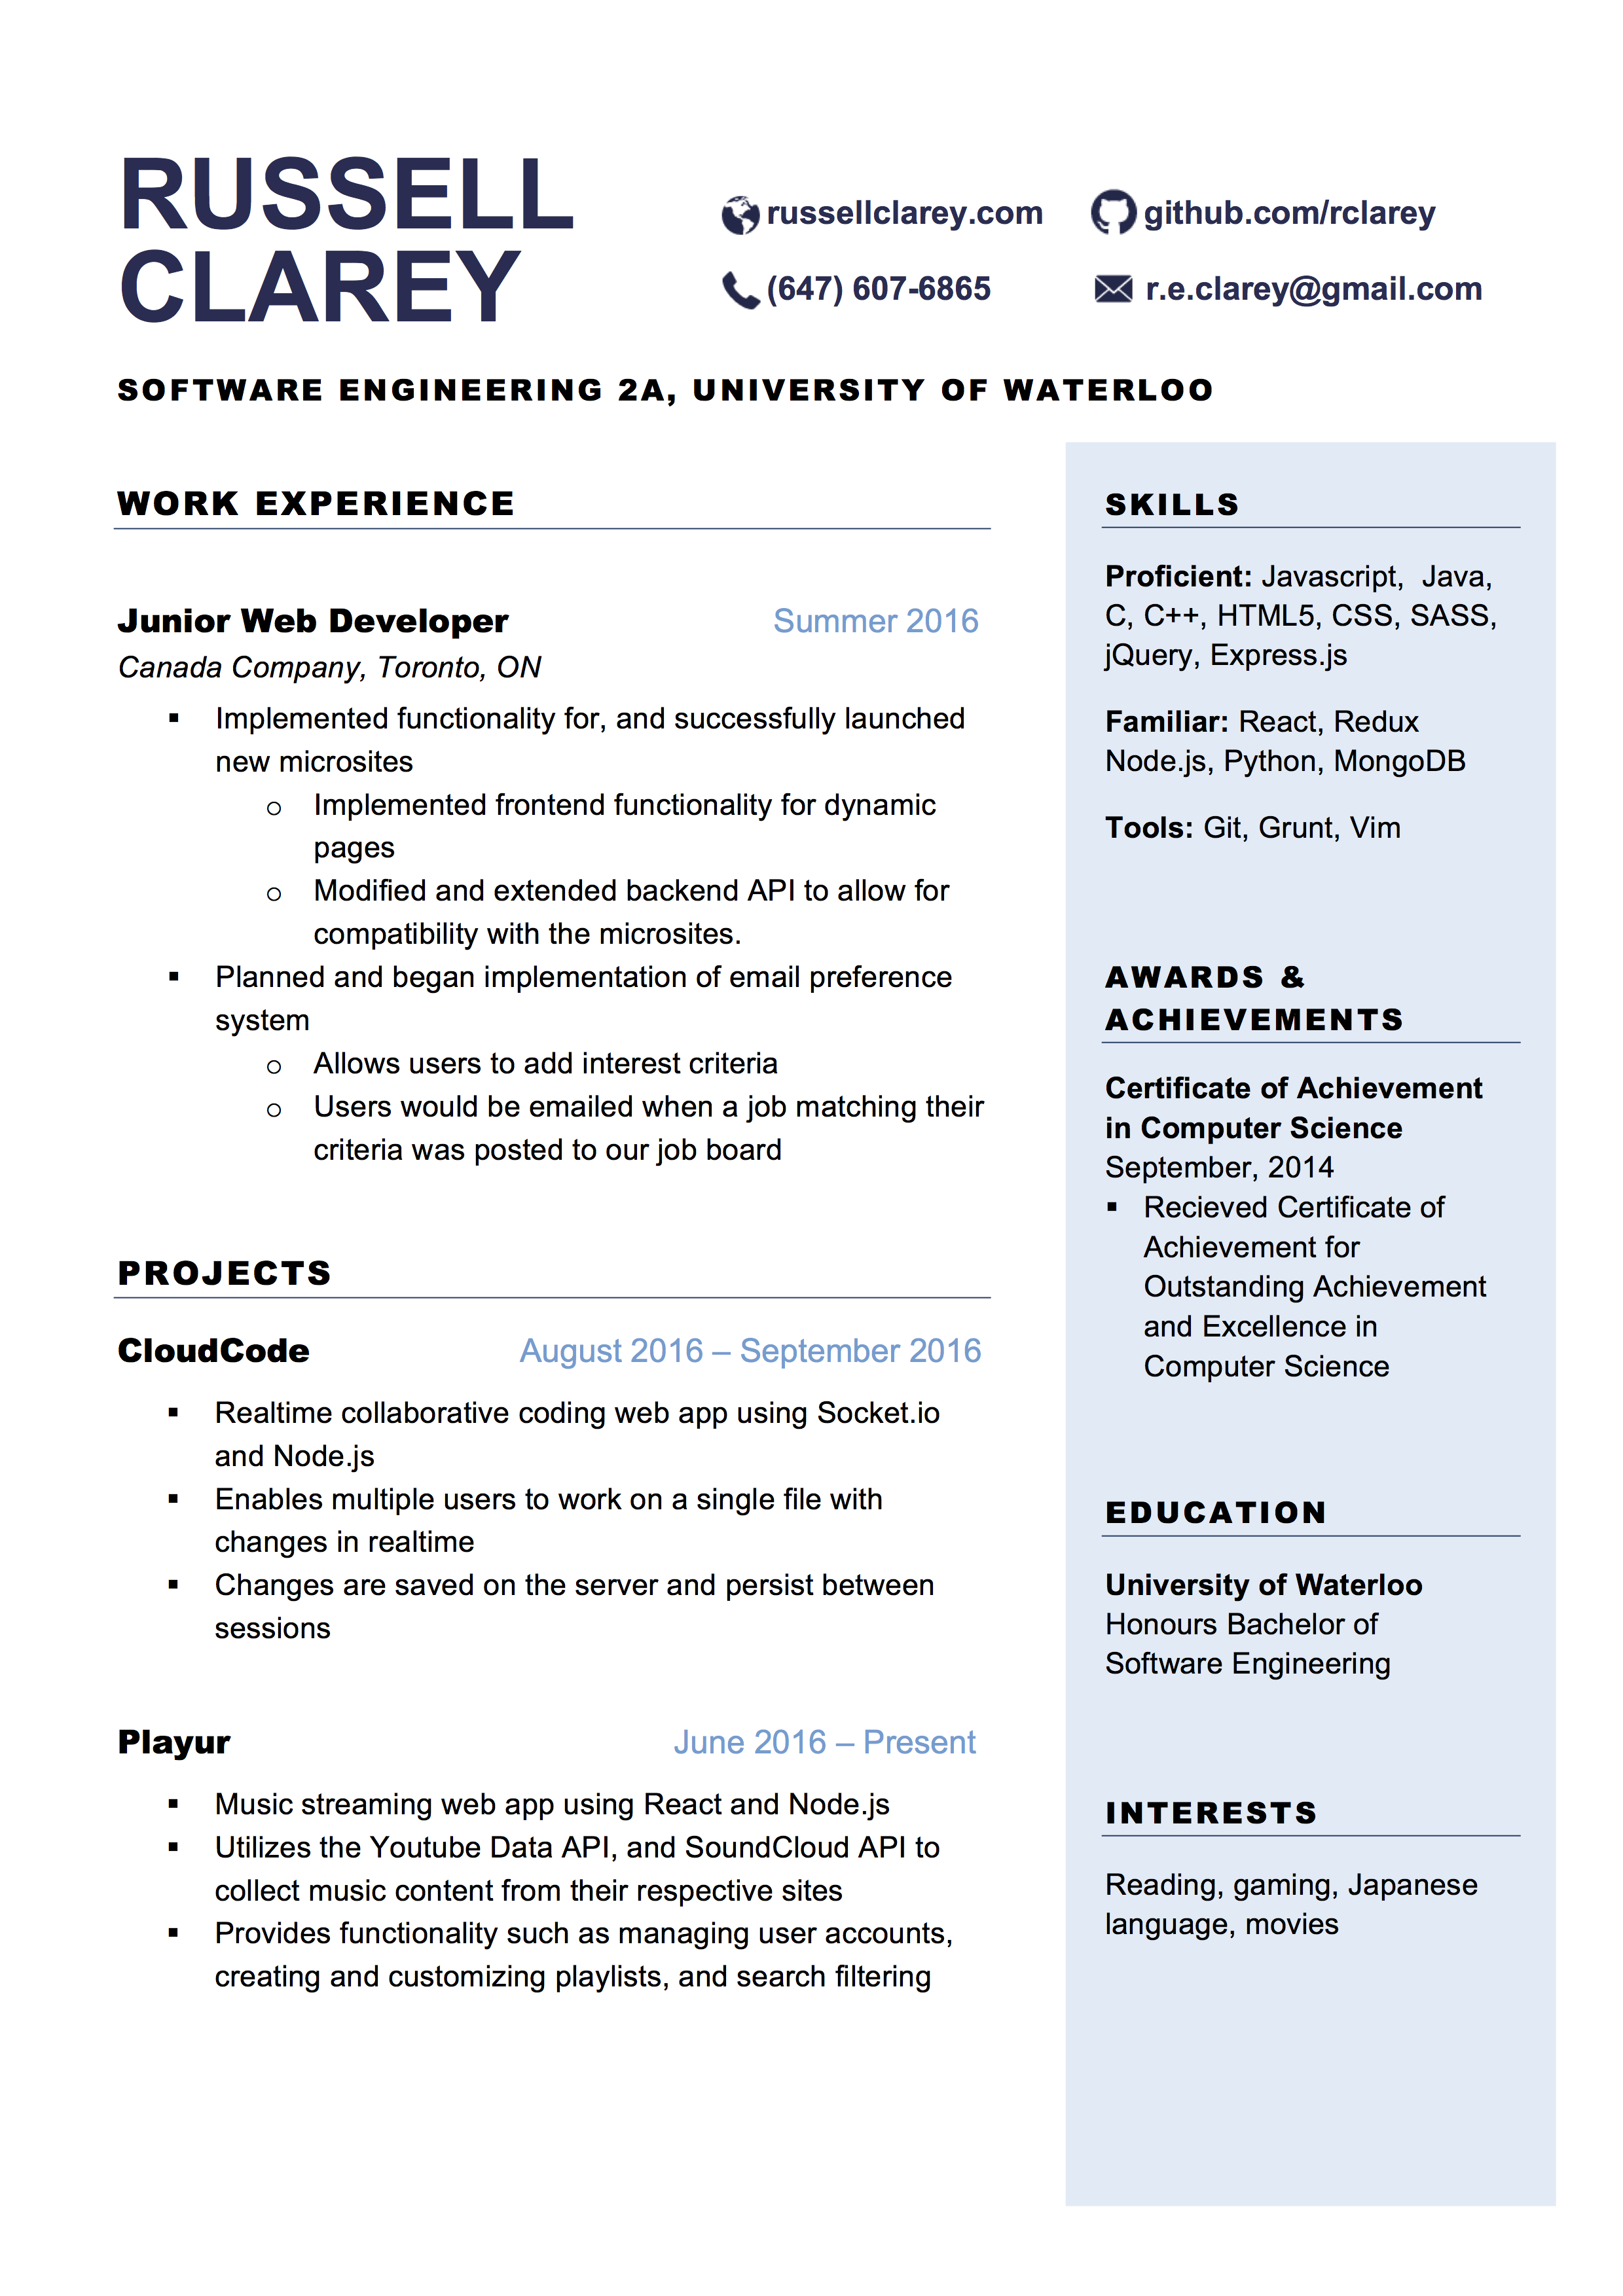 RUSSELL
CLAREY
russellclarey.com
github.com/rclarey
(647) 607-6865
r.e.clarey@gmail.com
SOFTWARE ENGINEERING 2A, UNIVERSITY OF WATERLOO
WORK EXPERIENCE
Junior Web Developer Summer 2016
Canada Company, Toronto, ON
▪ Implemented functionality for, and successfully launched
new microsites
o Implemented frontend functionality for dynamic
pages
o Modified and extended backend API to allow for
compatibility with the microsites.
▪ Planned and began implementation of email preference
system
o Allows users to add interest criteria
o Users would be emailed when a job matching their
criteria was posted to our job board
PROJECTS
CloudCode August 2016 – September 2016
▪ Realtime collaborative coding web app using Socket.io
and Node.js
▪ Enables multiple users to work on a single file with
changes in realtime
▪ Changes are saved on the server and persist between
sessions
Playur June 2016 – Present
▪ Music streaming web app using React and Node.js
▪ Utilizes the Youtube Data API, and SoundCloud API to
collect music content from their respective sites
▪ Provides functionality such as managing user accounts,
creating and customizing playlists, and search filtering
SKILLS
Proficient: Javascript, Java,
C, C++, HTML5, CSS, SASS,
jQuery, Express.js
Familiar: React, Redux
Node.js, Python, MongoDB
Tools: Git, Grunt, Vim
AWARDS &
ACHIEVEMENTS
Certificate of Achievement
in Computer Science
September, 2014
▪ Recieved Certificate of
Achievement for
Outstanding Achievement
and Excellence in
Computer Science
EDUCATION
University of Waterloo
Honours Bachelor of
Software Engineering
INTERESTS
Reading, gaming, Japanese
language, movies